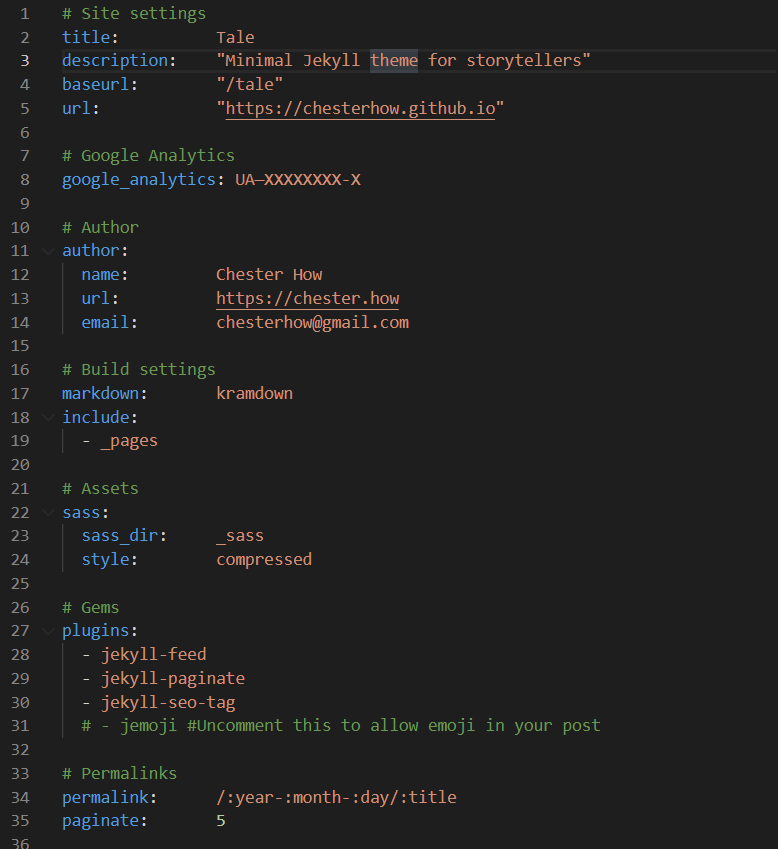 1 # Site settings
2 title: Tale
3 description: "Minimal Jekyll theme for storytellers"
4 baseurl: "/tale"
5 url: "https://chesterhow.github.io"
6
7 # Google Analytics
8 google_analytics: UA—XXXXXXXX-X
9
10 # Author
11 author:
12 name: Chester How
13 url: https://chester.how
14 email: chesterhow@gmail.com
15
16 # Build settings
17 markdown: kramdown
18 include:
19 - _pages
20
21 # Assets
22 sass:
23 sass_dir: _sass
24 style: compressed
25
26 # Gems
27 plugins:
28 - jekyll-feed
29 - jekyll-paginate
30 - jekyll-seo-tag
31 # - jemoji #Uncomment this to allow emoji in your post
32
33 # Permalinks
34 permalink: /:year-:month-:day/:title
35 paginate: 5
36